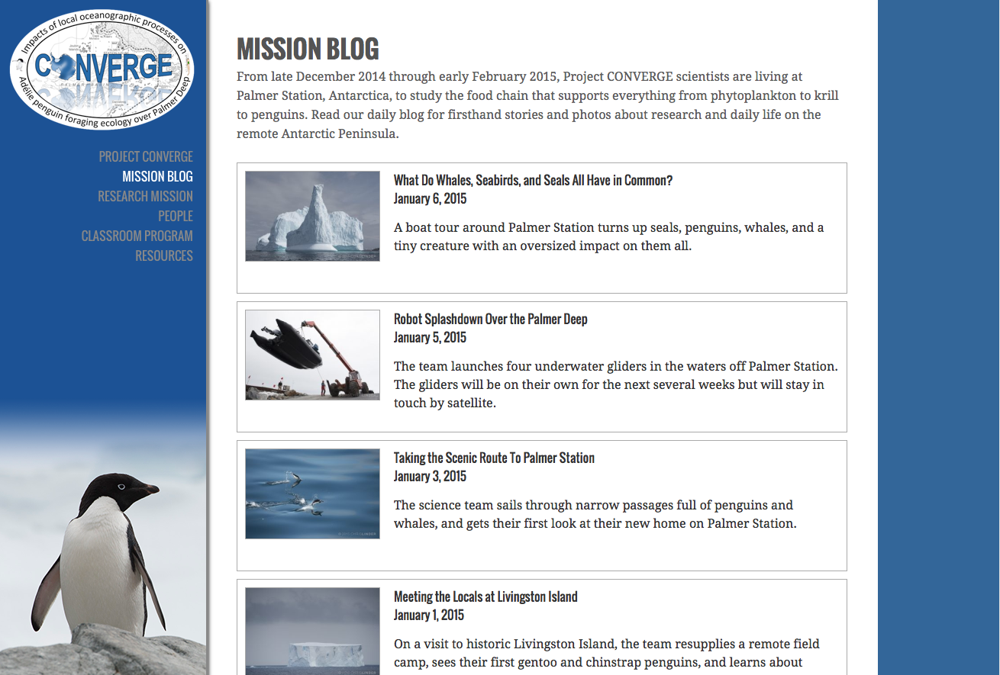 Impacts of local oceanographic processes on
CONVERGE
Adélie penguin foraging ecology over Palmer Deep
PROJECT CONVERGE
MISSION BLOG
RESEARCH MISSION
PEOPLE
CLASSROOM PROGRAM
RESOURCES
MISSION BLOG
From late December 2014 through early February 2015, Project CONVERGE scientists are living at
Palmer Station, Antarctica, to study the food chain that supports everything from phytoplankton to krill
to penguins. Read our daily blog for firsthand stories and photos about research and daily life on the
remote Antarctic Peninsula.
What Do Whales, Seabirds, and Seals All Have in Common?
January 6, 2015
A boat tour around Palmer Station turns up seals, penguins, whales, and a
tiny creature with an oversized impact on them all.
Robot Splashdown Over the Palmer Deep
January 5, 2015
The team launches four underwater gliders in the waters off Palmer Station.
The gliders will be on their own for the next several weeks but will stay in
touch by satellite.
Taking the Scenic Route To Palmer Station
January 3, 2015
The science team sails through narrow passages full of penguins and
whales, and gets their first look at their new home on Palmer Station.
Meeting the Locals at Livingston Island
January 1, 2015
On a visit to historic Livingston Island, the team resupplies a remote field
camp, sees their first gentoo and chinstrap penguins, and learns about